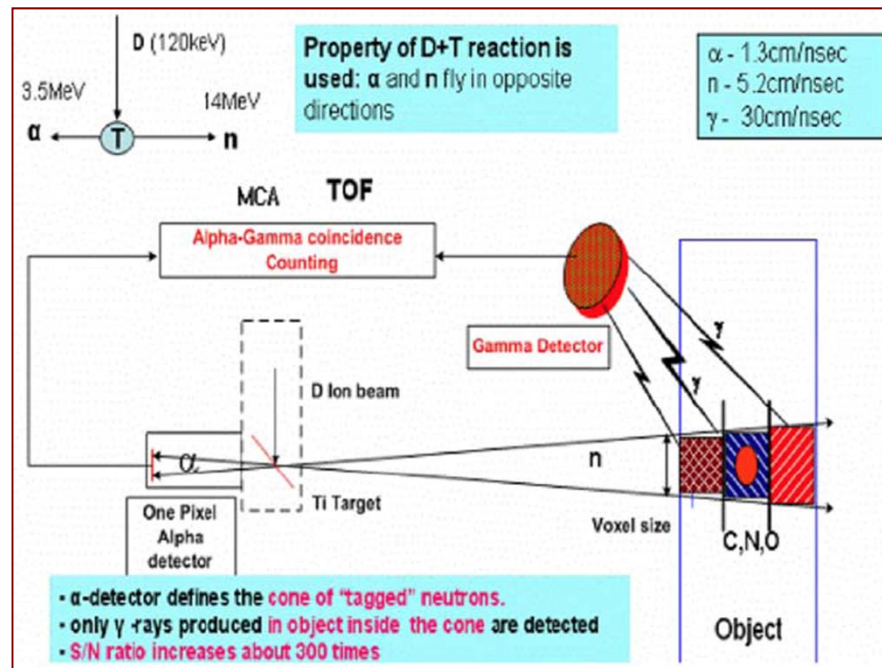 D (120keV)
3.5MeV
14MeV
α
T
n
Property of D+T reaction is
used: α and n fly in opposite
directions
α - 1.3cm/nsec
n - 5.2cm/nsec
γ - 30cm/nsec
MCA
TOF
Alpha-Gamma coincidence
Counting
Gamma Detector
γ
γ
γ
D Ion beam
α
n
Ti Target
One Pixel
Alpha
detector
Voxel size
C,N,O
Object
- α-detector defines the cone of "tagged" neutrons.
- only γ -rays produced in object inside the cone are detected
- S/N ratio increases about 300 times